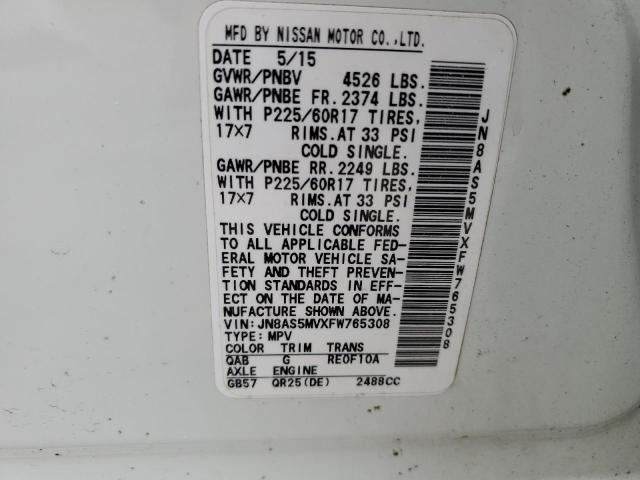 MFD BY NISSAN MOTOR CO.,LTD.
DATE 5/15
GVWR/PNBV 4526 LBS.
GAWR/PNBE FR. 2374 LBS.
WITH P225/60R17 TIRES,
17×7 RIMS. AT 33 PSI
COLD SINGLE.
GAWR/PNBE RR. 2249 LBS.
WITH P225/60R17 TIRES,
17×7 RIMS. AT 33 PSI
COLD SINGLE.
THIS VEHICLE CONFORMS
TO ALL APPLICABLE FED-
ERAL MOTOR VEHICLE SA-
FETY AND THEFT PREVEN-
TION STANDARDS IN EFF-
ECT ON THE DATE OF MA-
NUFACTURE SHOWN ABOVE.
VIN: JN8AS5MVXFW765308
TYPE: MPV
COLOR TRIM TRANS
QAB G RE0F10A
AXLE ENGINE
GB57 QR25(DE) 2488CC
JN8AS5MVXFW765308